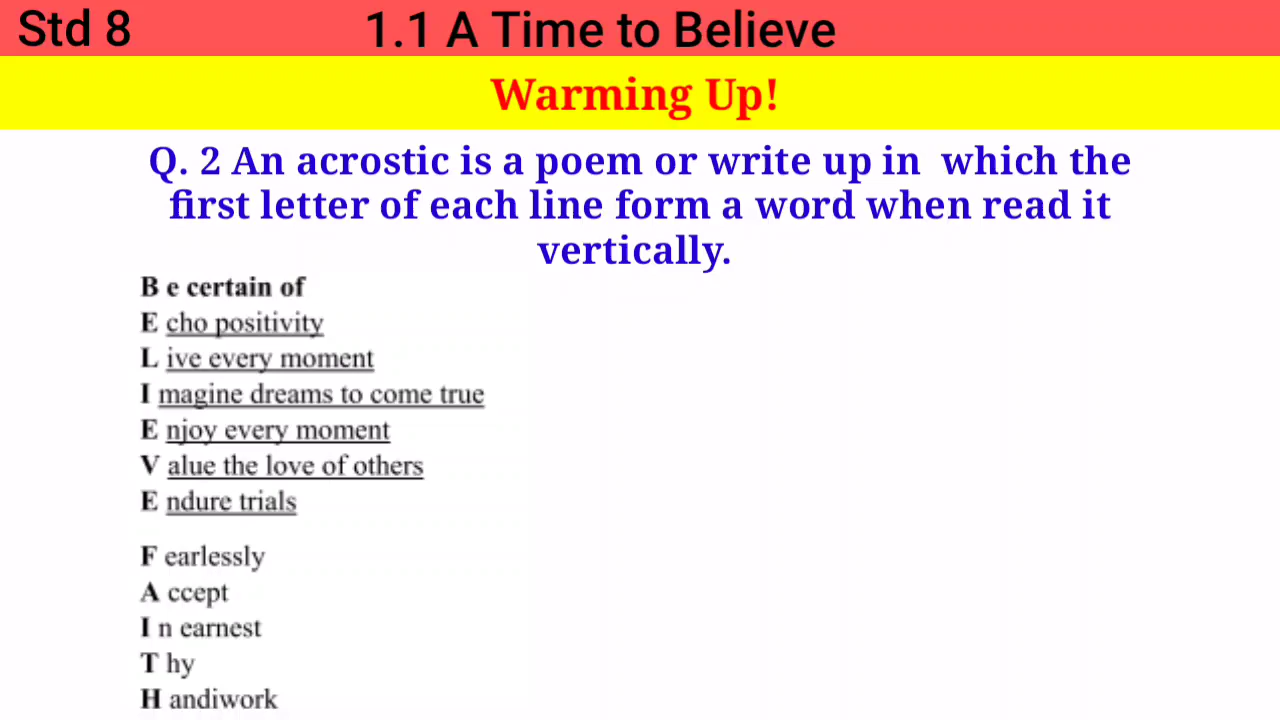 Std 8 1.1 A Time to Believe
Warming Up!
Q. 2 An acrostic is a poem or write up in which the
first letter of each line form a word when read it
vertically.
B e certain of
E cho positivity
L ive every moment
I magine dreams to come true
E njoy every moment
V alue the love of others
E ndure trials
F earlessly
A ccept
I n earnest
T hy
H andiwork